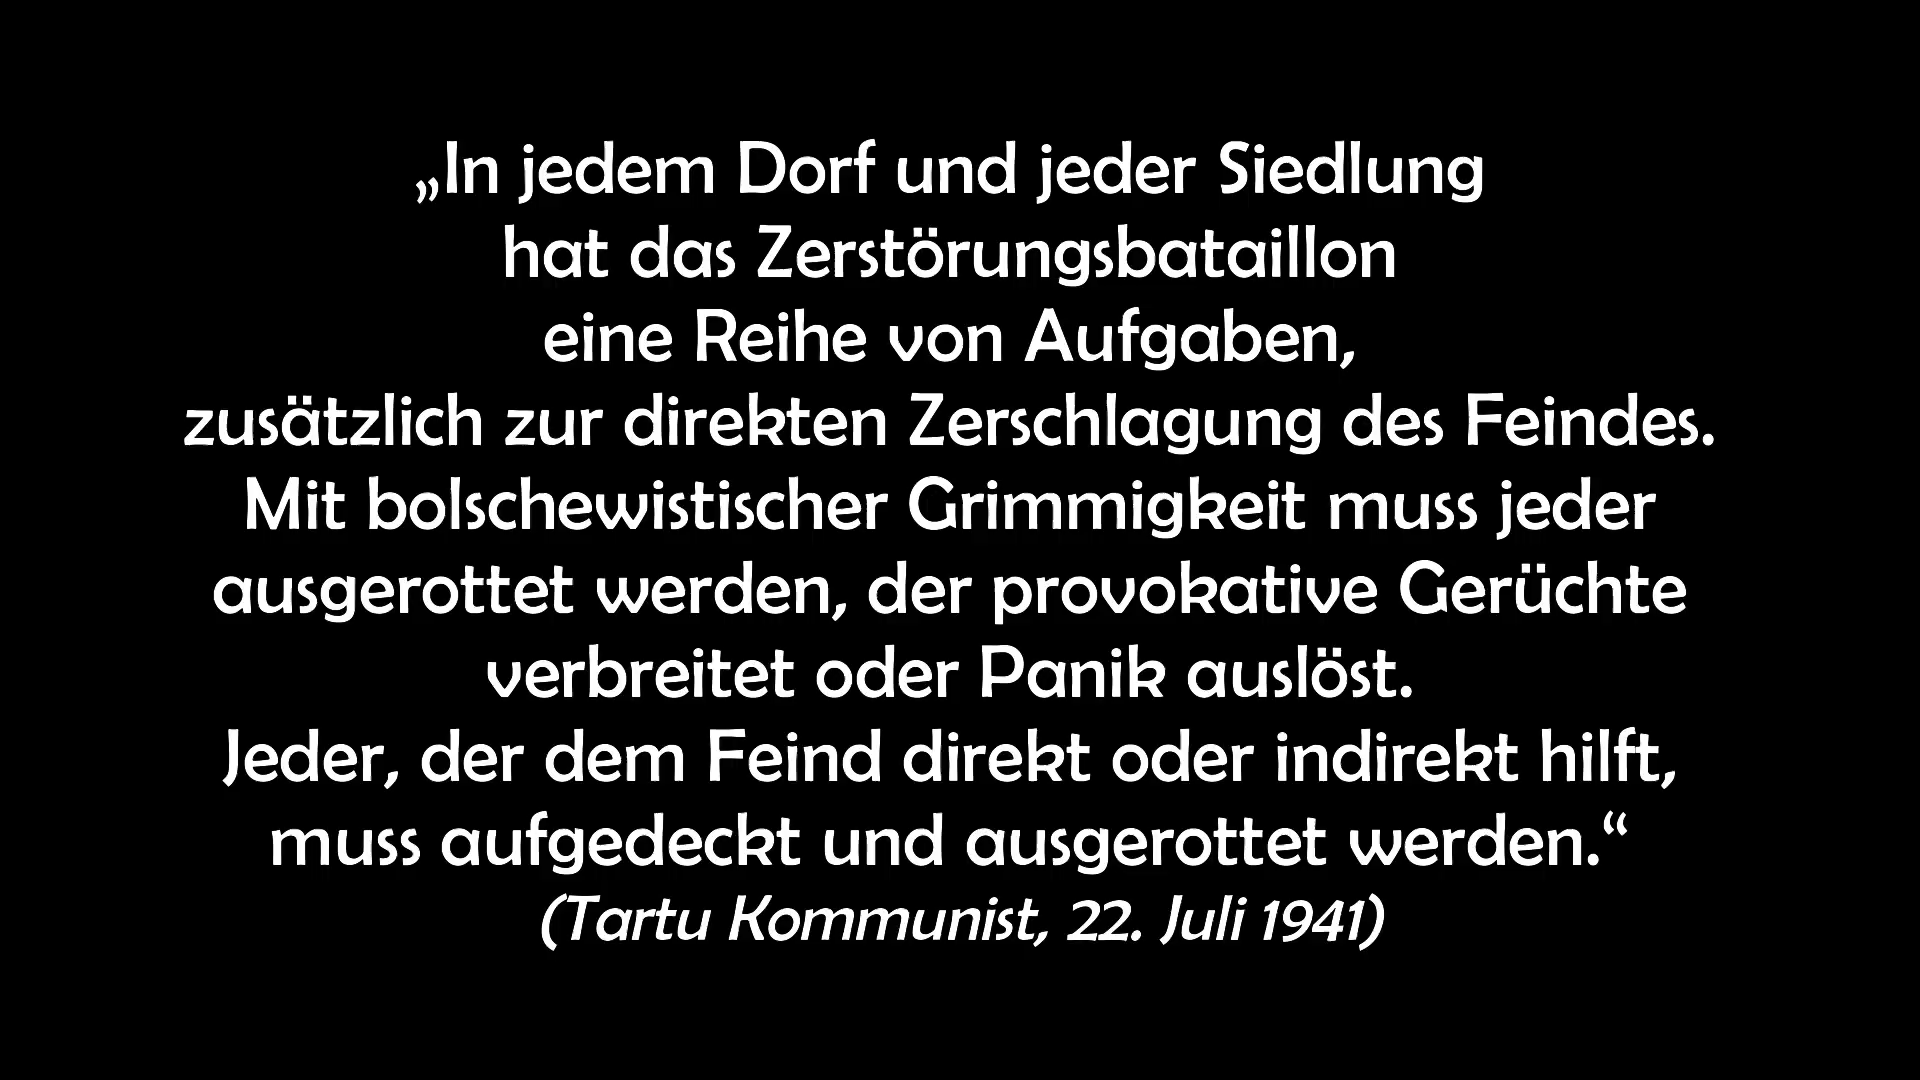 „In jedem Dorf und jeder Siedlung
hat das Zerstörungsbataillon
eine Reihe von Aufgaben,
zusätzlich zur direkten Zerschlagung des Feindes.
Mit bolschewistischer Grimmigkeit muss jeder
ausgerottet werden, der provokative Gerüchte
verbreitet oder Panik auslöst.
Jeder, der dem Feind direkt oder indirekt hilft,
muss aufgedeckt und ausgerottet werden.“
(Tartu Kommunist, 22. Juli 1941)